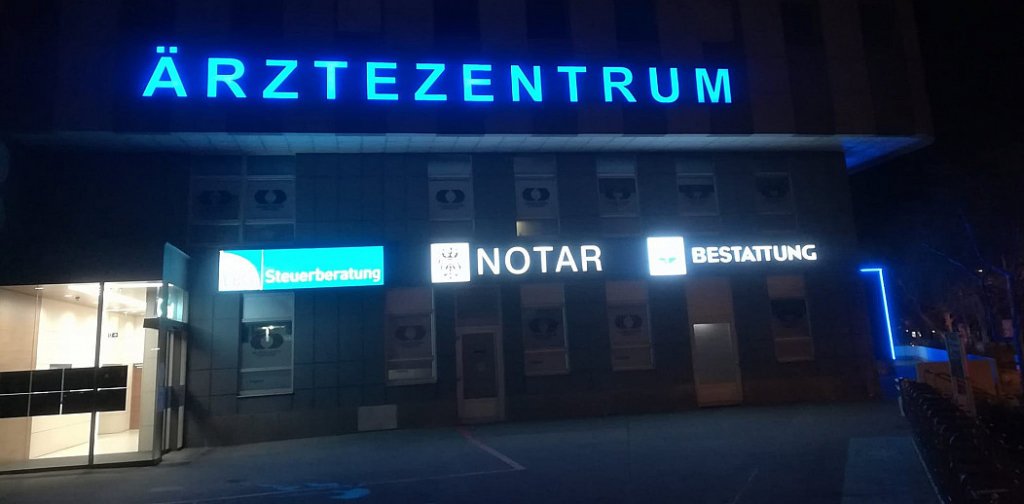 ÄRZTEZENTRUM
Steuerberatung
NOTAR
BESTATTUNG